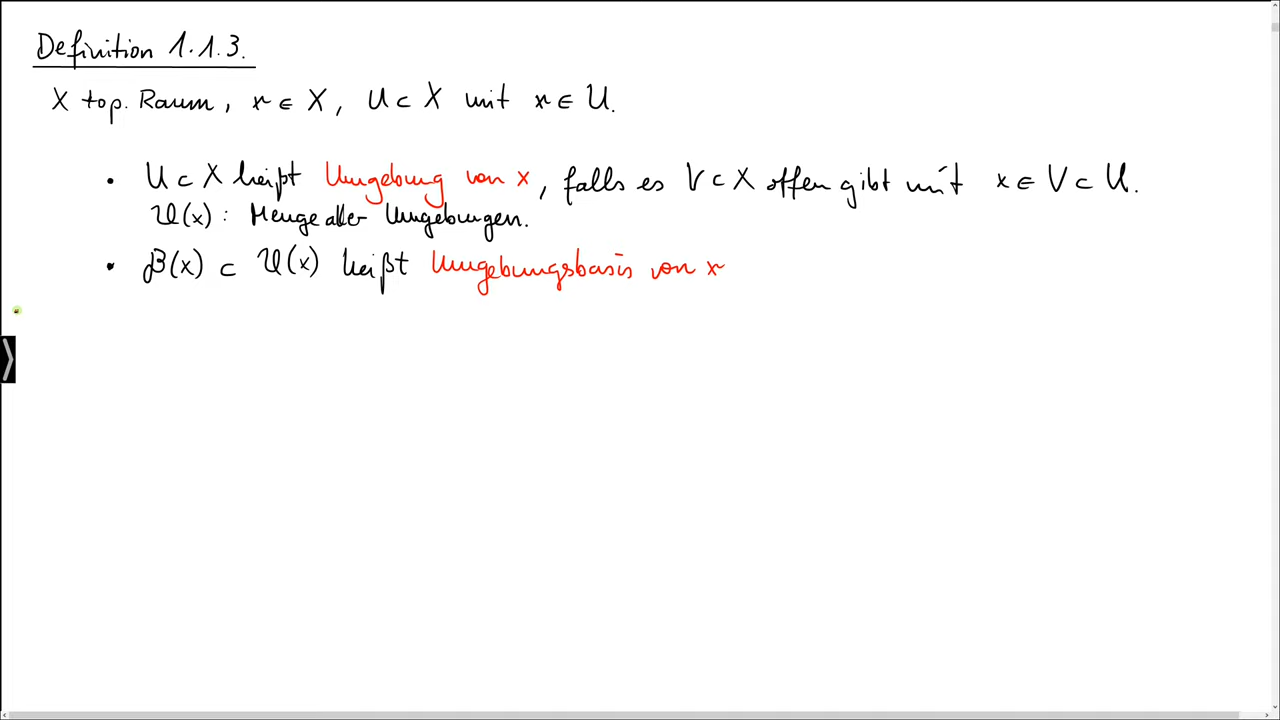 Definition 1.1.3.
X top. Raum, x ∈ X, U ⊂ X mit x ∈ U.
• U ⊂ X heißt Umgebung von x, falls es V ⊂ X offen gibt mit x ∈ V ⊂ U.
𝒰(x): Menge aller Umgebungen.
• ℬ(x) ⊂ 𝒰(x) heißt Umgebungsbasis von x